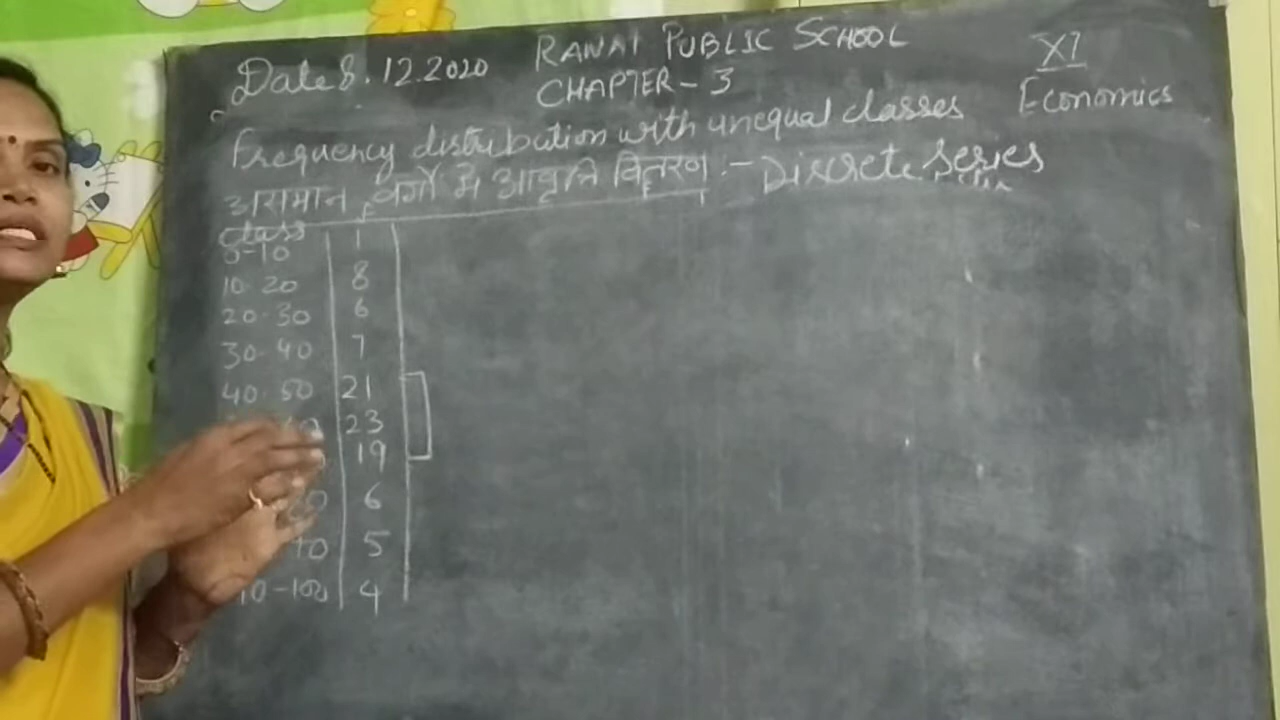 Date 8.12.2020 RANAI PUBLIC SCHOOL XI
CHAPTER-3 Economics
Frequency distribution with unequal classes
असमान वर्गों में आवृत्ति वितरण :- Discrete Series
class
0-10 1
10-20 8
20-30 6
30-40 7
40-50 21
23
19
6
5
-100 4